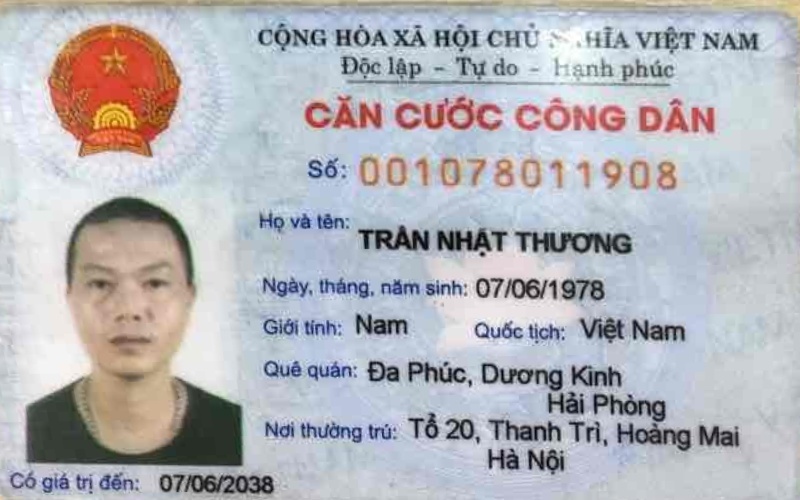 CỘNG HÒA XÃ HỘI CHỦ NGHĨA VIỆT NAM
Độc lập - Tự do - Hạnh phúc
CĂN CƯỚC CÔNG DÂN
Số: 001078011908
Họ và tên: TRẦN NHẬT THƯƠNG
Ngày, tháng, năm sinh: 07/06/1978
Giới tính: Nam Quốc tịch: Việt Nam
Quê quán: Đa Phúc, Dương Kinh
Hải Phòng
Nơi thường trú: Tổ 20, Thanh Trì, Hoàng Mai
Hà Nội
Có giá trị đến: 07/06/2038